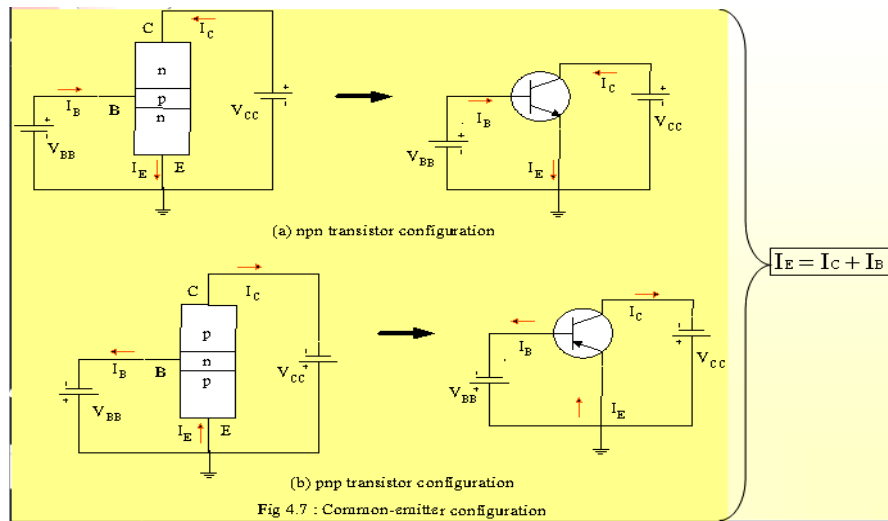 C
I_C
n
p
n
I_B
B
V_BB
V_CC
I_E
E
+
-
+
-
I_C
I_B
V_BB
V_CC
I_E
+
-
+
-
(a) npn transistor configuration
I_E = I_C + I_B
C
I_C
p
n
p
I_B
B
V_BB
V_CC
I_E
E
-
+
-
+
I_C
I_B
V_BB
V_CC
I_E
-
+
-
+
(b) pnp transistor configuration
Fig 4.7 : Common-emitter configuration